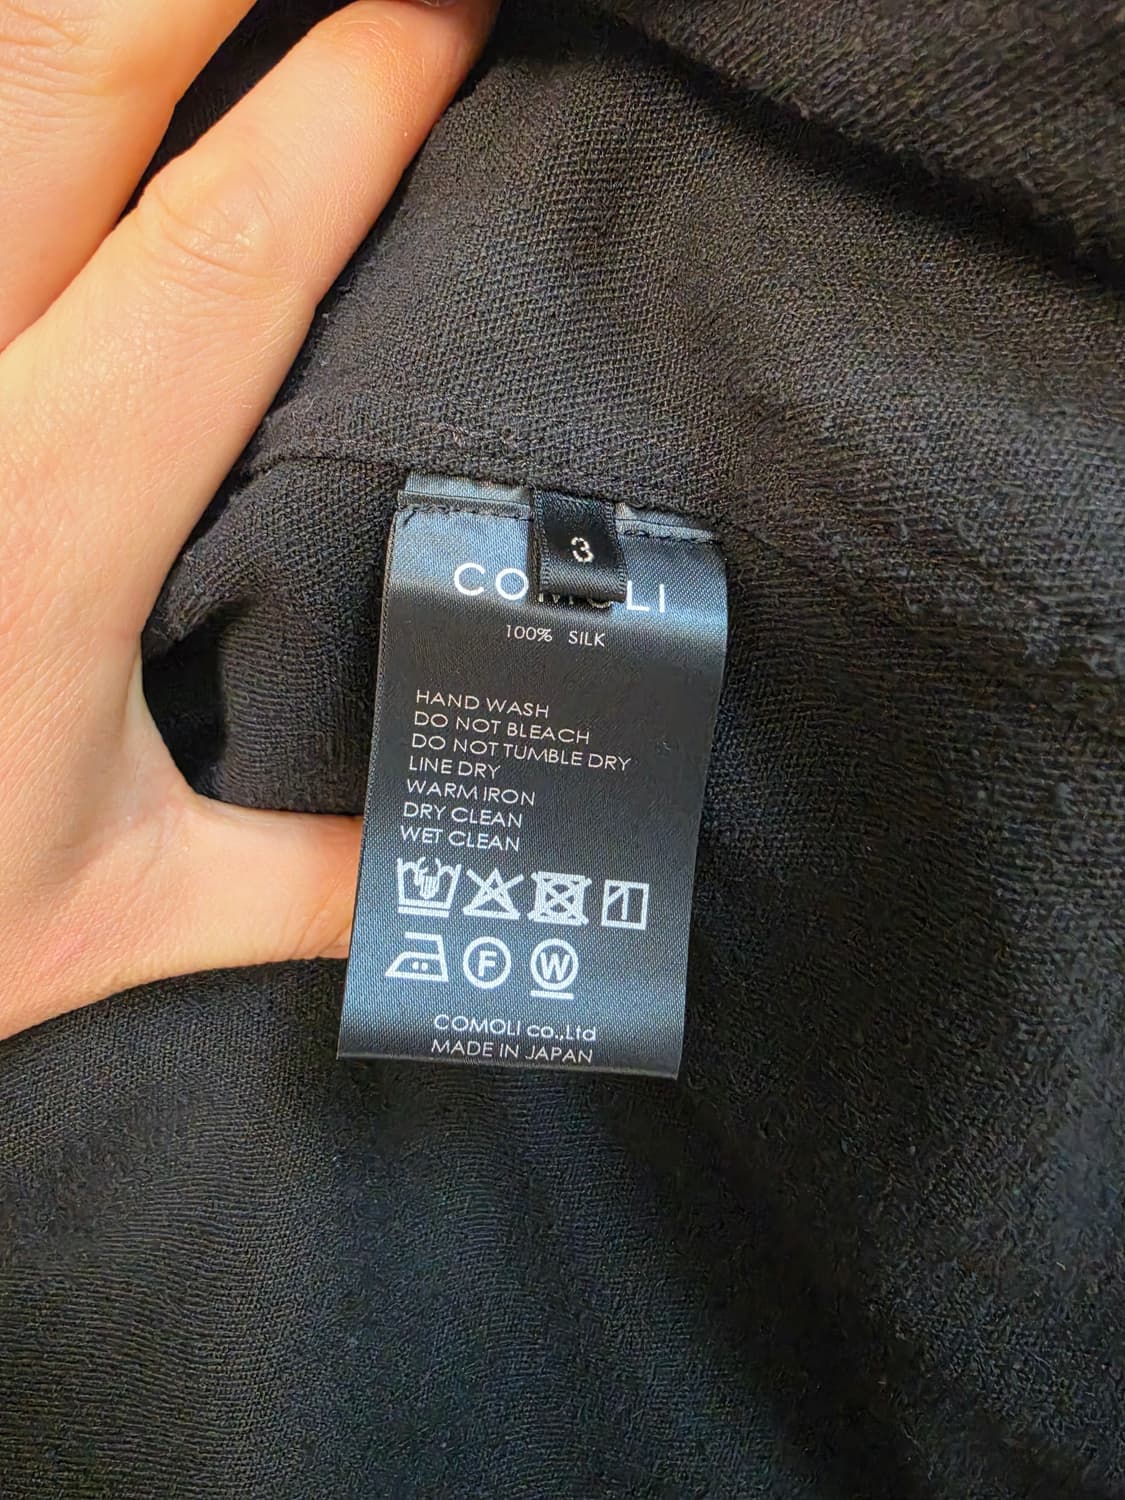 3
COMOLI
100% SILK
HAND WASH
DO NOT BLEACH
DO NOT TUMBLE DRY
LINE DRY
WARM IRON
DRY CLEAN
WET CLEAN
F W
COMOLI co.,Ltd
MADE IN JAPAN